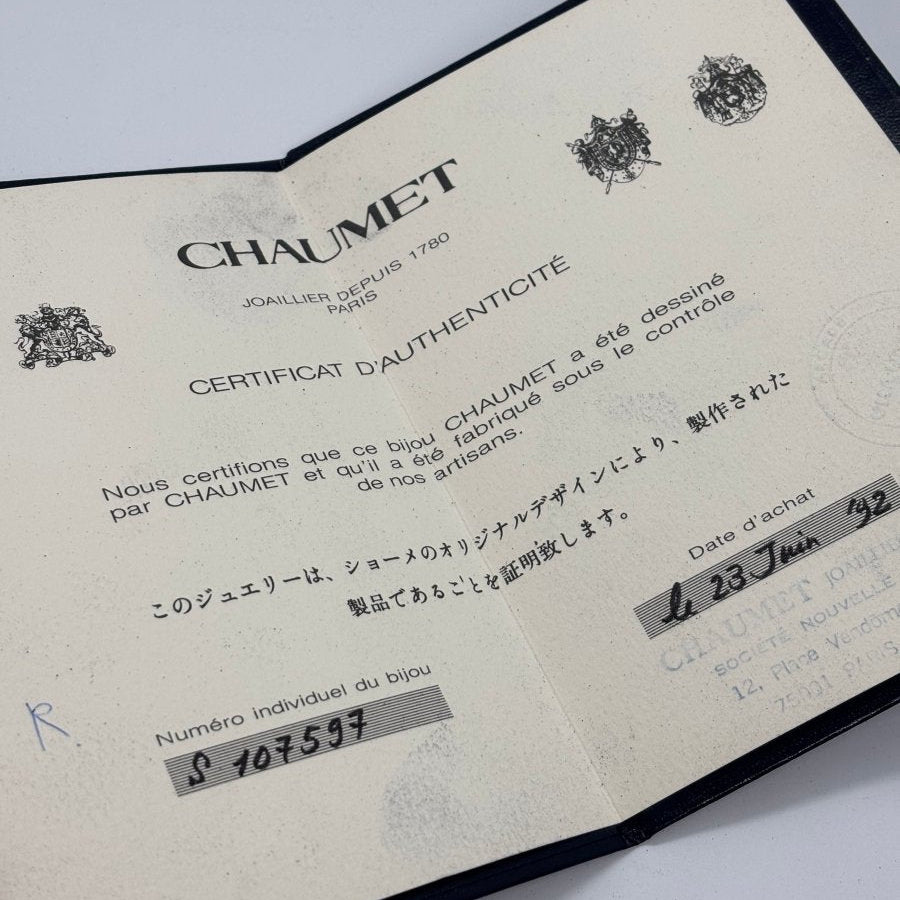 CHAUMET
JOAILLIER DEPUIS 1780
PARIS
CERTIFICAT D'AUTHENTICITÉ
Nous certifions que ce bijou CHAUMET a été dessiné
par CHAUMET et qu'il a été fabriqué sous le contrôle
de nos artisans.
このジュエリーは、ショーメのオリジナルデザインにより、製作された
製品であることを証明致します。
Date d'achat
le 23 Juin '92
CHAUMET JOAILLIE
SOCIÉTÉ NOUVELLE
12, Place Vendôme
75001 PARIS
Numéro individuel du bijou
S 107597
R.